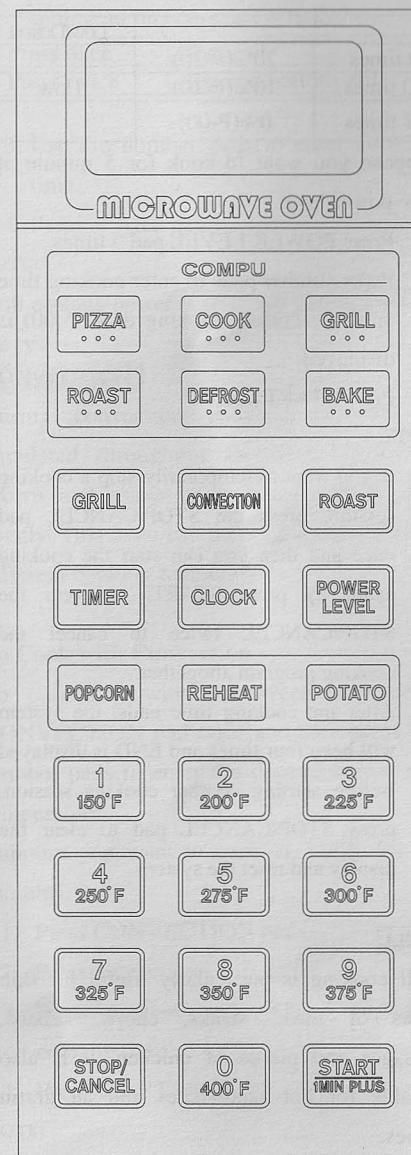 MICROWAVE OVEN
COMPU
PIZZA COOK GRILL
ROAST DEFROST BAKE
GRILL CONVECTION ROAST
TIMER CLOCK POWER
LEVEL
POPCORN REHEAT POTATO
1 2 3
150°F 200°F 225°F
4 5 6
250°F 275°F 300°F
7 8 9
325°F 350°F 375°F
STOP/ 0 START
CANCEL 400°F 1MIN PLUS